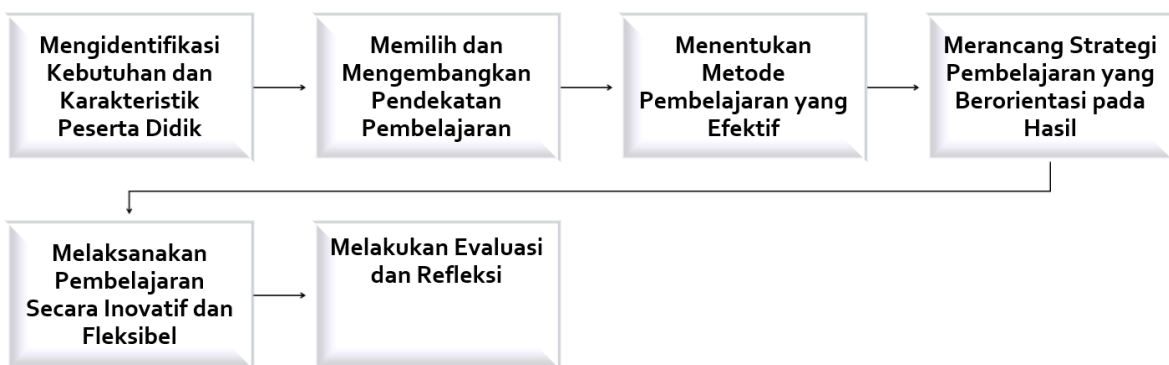 Mengidentifikasi
Kebutuhan dan
Karakteristik
Peserta Didik
Memilih dan
Mengembangkan
Pendekatan
Pembelajaran
Menentukan
Metode
Pembelajaran yang
Efektif
Merancang Strategi
Pembelajaran yang
Berorientasi pada
Hasil
Melaksanakan
Pembelajaran
Secara Inovatif dan
Fleksibel
Melakukan Evaluasi
dan Refleksi